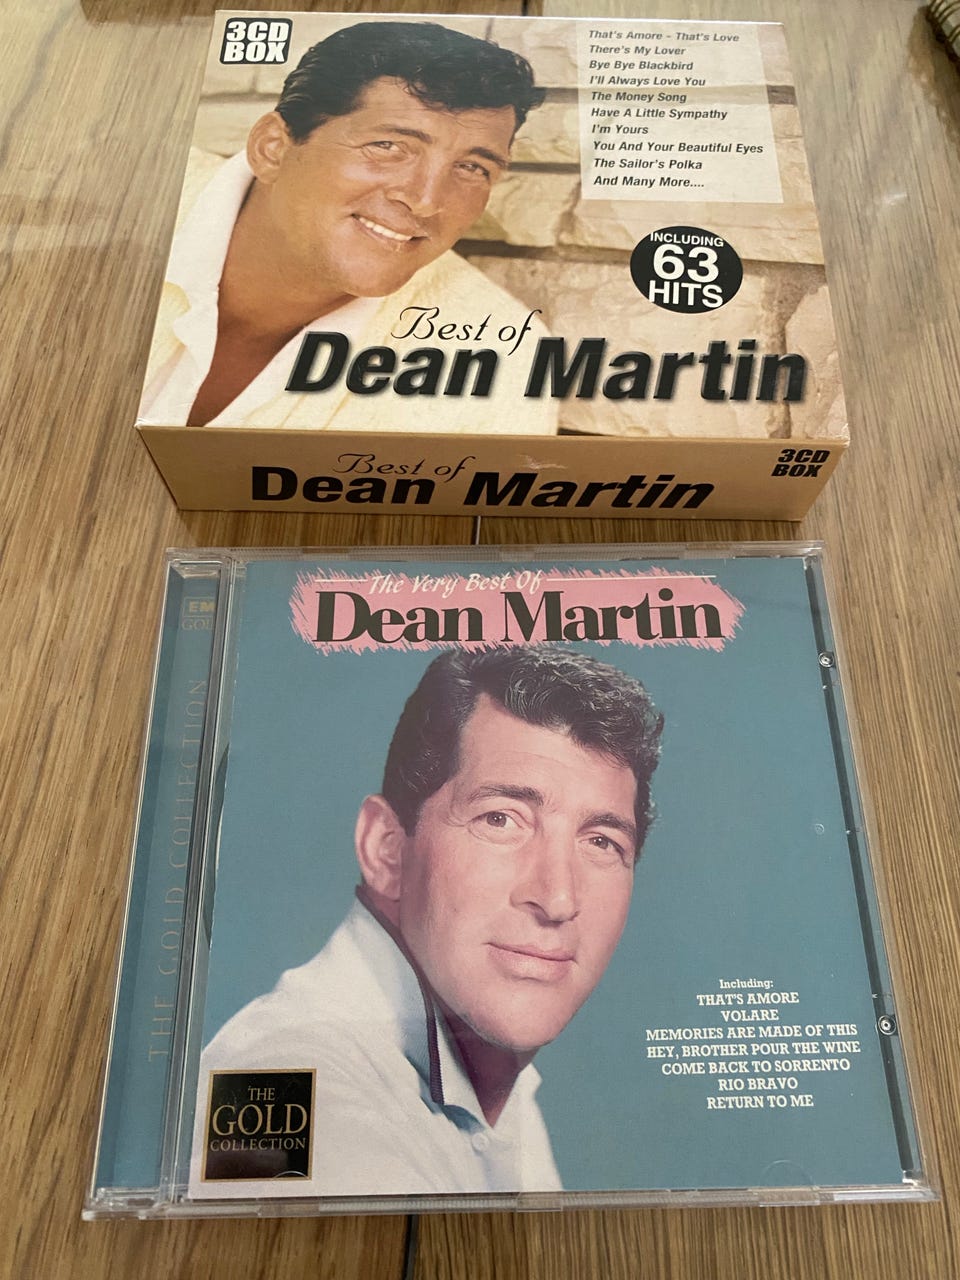 3CD
BOX
That's Amore - That's Love
There's My Lover
Bye Bye Blackbird
I'll Always Love You
The Money Song
Have A Little Sympathy
I'm Yours
You And Your Beautiful Eyes
The Sailor's Polka
And Many More....
INCLUDING
63
HITS
Best of
Dean Martin
3CD
BOX
Best of
Dean Martin
The Very Best Of
Dean Martin
EMI
GOLD
THE GOLD COLLECTION
Including:
THAT'S AMORE
VOLARE
MEMORIES ARE MADE OF THIS
HEY, BROTHER POUR THE WINE
COME BACK TO SORRENTO
RIO BRAVO
RETURN TO ME
THE
GOLD
COLLECTION